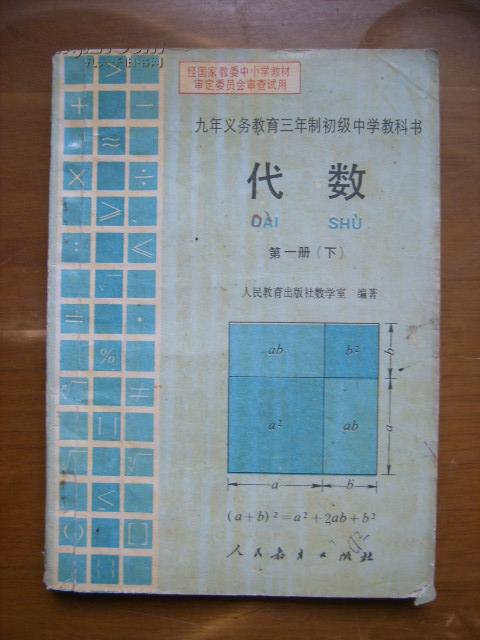 经国家教委中小学教材
审定委员会审查试用
九年义务教育三年制初级中学教科书
代数
DÀI SHÙ
第一册(下)
人民教育出版社数学室 编著
ab b²
a² ab
b
a
a b
(a+b)²=a²+2ab+b²
人民教育出版社